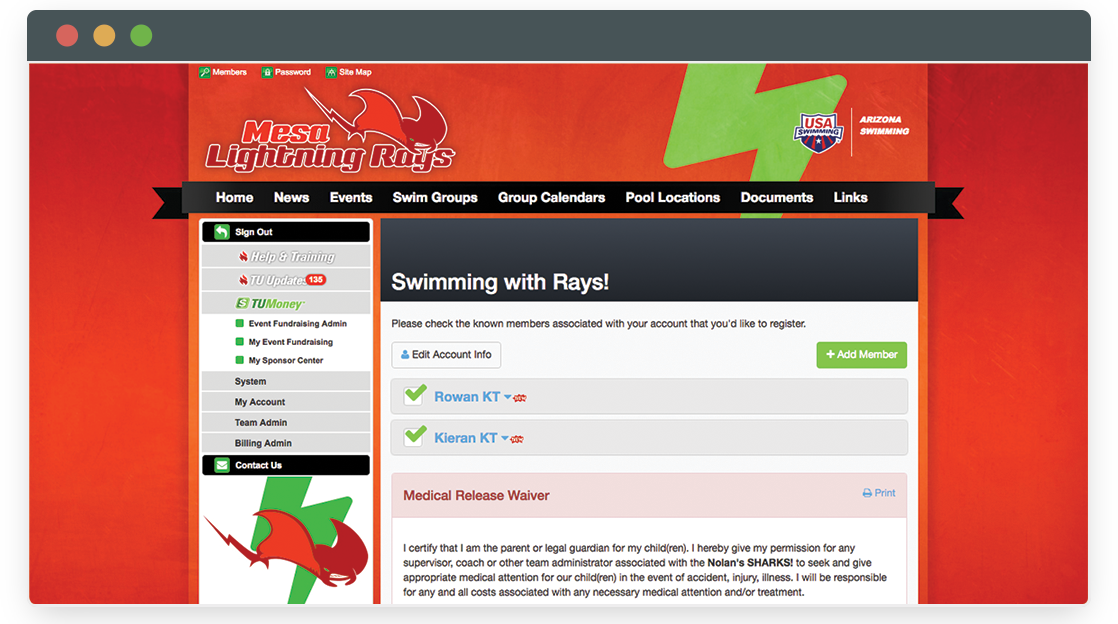 Members Password Site Map
Mesa
Lightning Rays
USA
SWIMMING
ARIZONA
SWIMMING
Home News Events Swim Groups Group Calendars Pool Locations Documents Links
Sign Out
Help & Training
TU Updates 135
$ TUMoney
Event Fundraising Admin
My Event Fundraising
My Sponsor Center
System
My Account
Team Admin
Billing Admin
Contact Us
Swimming with Rays!
Please check the known members associated with your account that you'd like to register.
Edit Account Info
+ Add Member
Rowan KT
Kieran KT
Medical Release Waiver
Print
I certify that I am the parent or legal guardian for my child(ren). I hereby give my permission for any
supervisor, coach or other team administrator associated with the Nolan's SHARKS! to seek and give
appropriate medical attention for our child(ren) in the event of accident, injury, illness. I will be responsible
for any and all costs associated with any necessary medical attention and/or treatment.